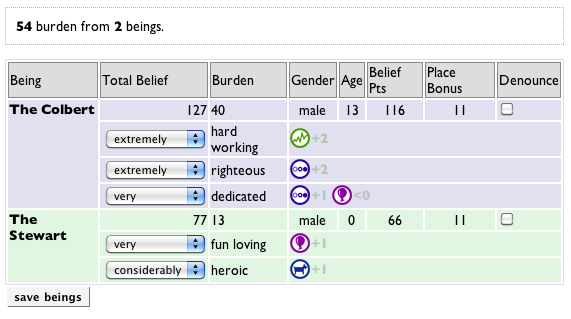 54 burden from 2 beings.
Being Total Belief Burden Gender Age Belief Pts Place Bonus Denounce
The Colbert 127 40 male 13 116 11
extremely hard working +2
extremely righteous +2
very dedicated +1 <0
The Stewart 77 13 male 0 66 11
very fun loving +1
considerably heroic +1
save beings